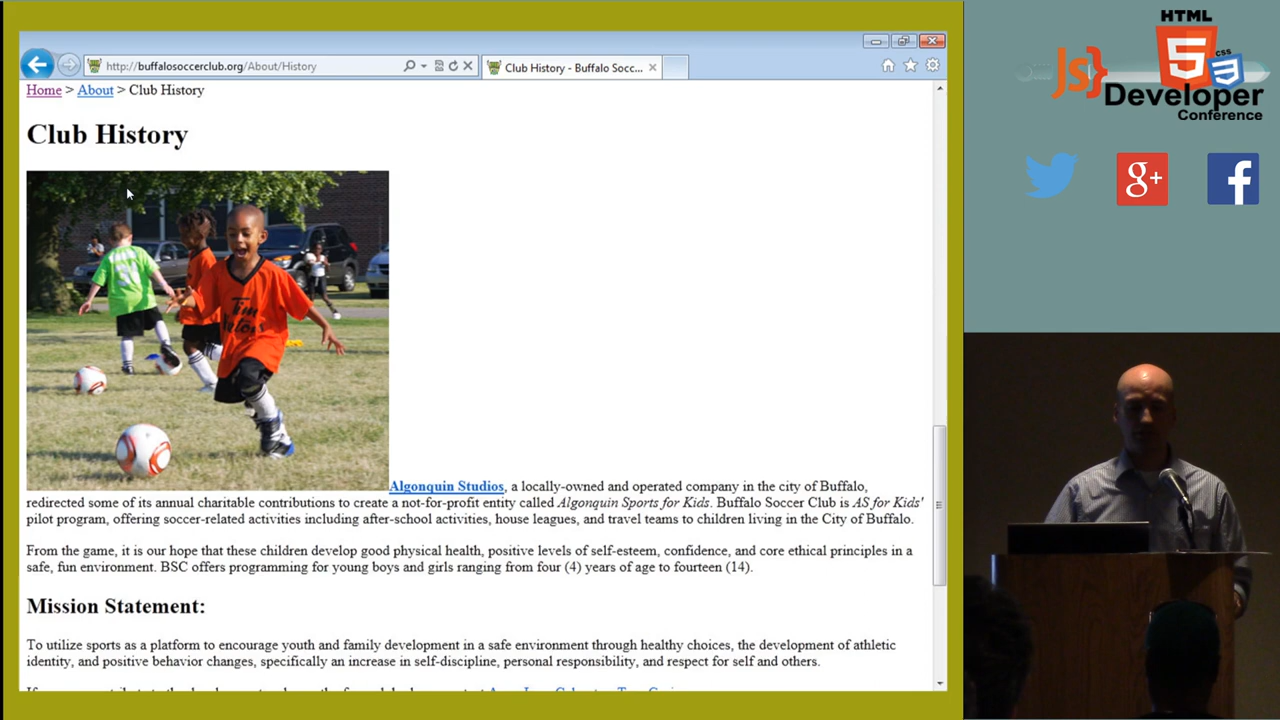 http://buffalosoccerclub.org/About/History
Club History - Buffalo Socc...
Home > About > Club History
Club History
Tim
Algonquin Studios, a locally-owned and operated company in the city of Buffalo,
redirected some of its annual charitable contributions to create a not-for-profit entity called Algonquin Sports for Kids. Buffalo Soccer Club is AS for Kids'
pilot program, offering soccer-related activities including after-school activities, house leagues, and travel teams to children living in the City of Buffalo.
From the game, it is our hope that these children develop good physical health, positive levels of self-esteem, confidence, and core ethical principles in a
safe, fun environment. BSC offers programming for young boys and girls ranging from four (4) years of age to fourteen (14).
Mission Statement:
To utilize sports as a platform to encourage youth and family development in a safe environment through healthy choices, the development of athletic
identity, and positive behavior changes, specifically an increase in self-discipline, personal responsibility, and respect for self and others.
HTML
5
css
3
JS}
Developer
Conference
g+
f